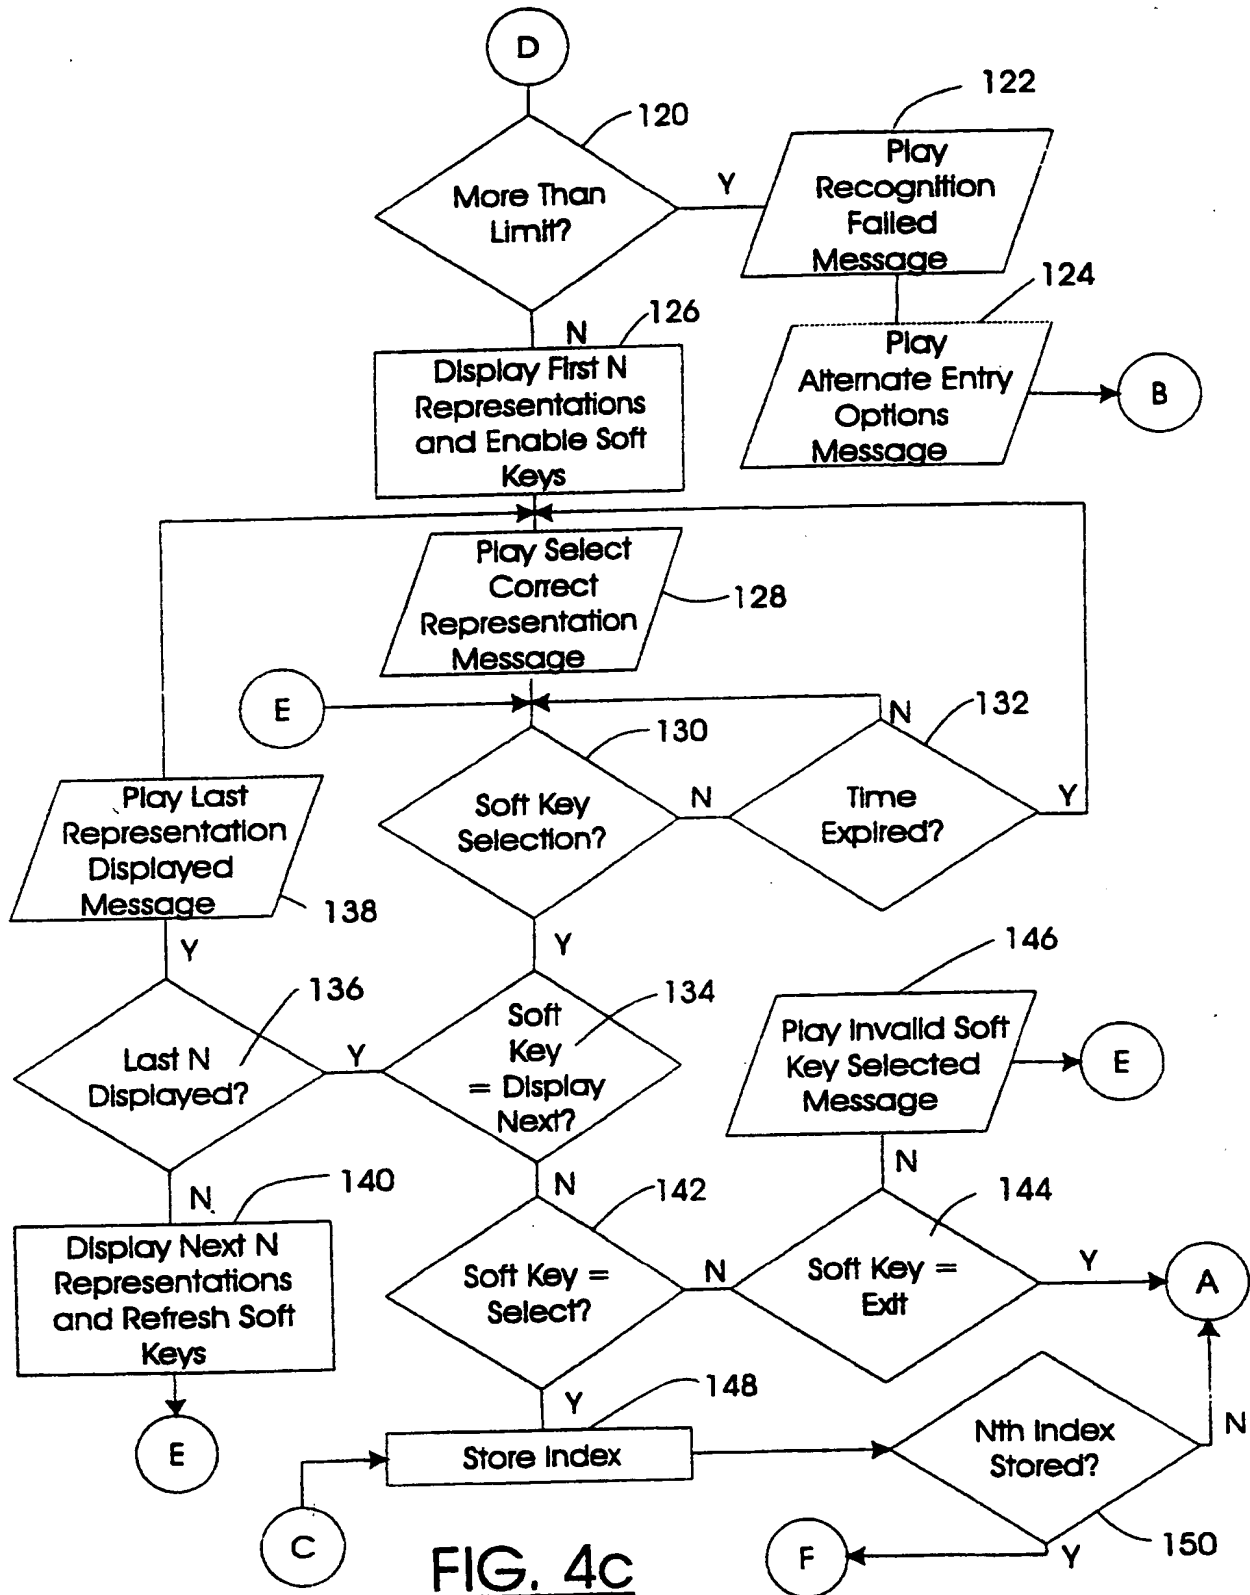 D
120
More Than
Limit?
Y
122
Play
Recognition
Failed
Message
N
126
124
Play
Alternate Entry
Options
Message
B
Display First N
Representations
and Enable Soft
Keys
Play Select
Correct
Representation
Message
128
E
130
Soft Key
Selection?
N
N
132
Time
Expired?
Y
Play Last
Representation
Displayed
Message
138
Y
Y
136
Last N
Displayed?
Y
134
Soft
Key
= Display
Next?
146
Play Invalid Soft
Key Selected
Message
E
N
140
Display Next N
Representations
and Refresh Soft
Keys
E
N
142
Soft Key =
Select?
N
N
144
Soft Key =
Exit
Y
A
Y
148
Store Index
C
Nth Index
Stored?
N
150
Y
F
FIG. 4c